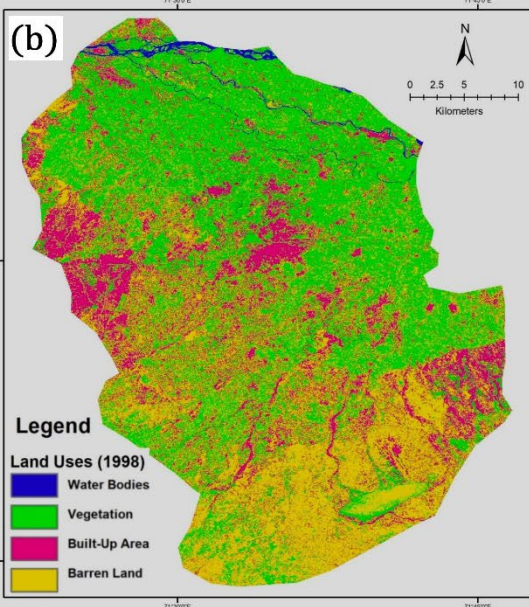 (b)
N
0 2.5 5 10
Kilometers
Legend
Land Uses (1998)
Water Bodies
Vegetation
Built-Up Area
Barren Land